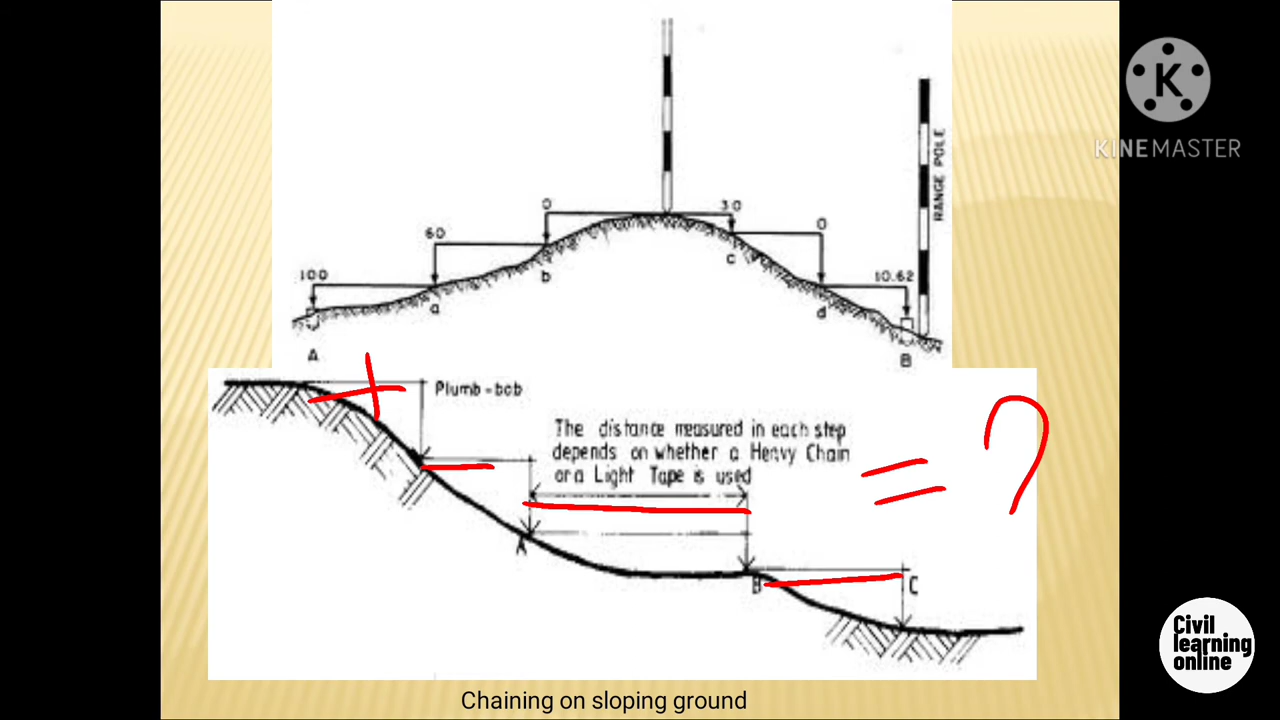 K
KINEMASTER
RANGE POLE
0
30
60
0
100
10.62
a
b
c
d
A
B
Plumb-bob
The distance measured in each step
depends on whether a Heavy Chain
or a Light Tape is used
+
= ?
A
B
C
Civil
learning
online
Chaining on sloping ground